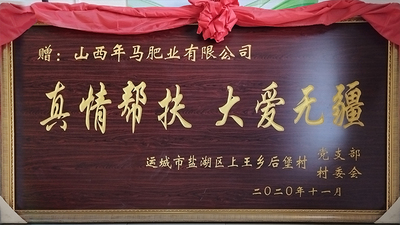 赠：山西年马肥业有限公司
真情帮扶 大爱无疆
运城市盐湖区上王乡后堡村 党支部
村委会
二〇二〇年十一月